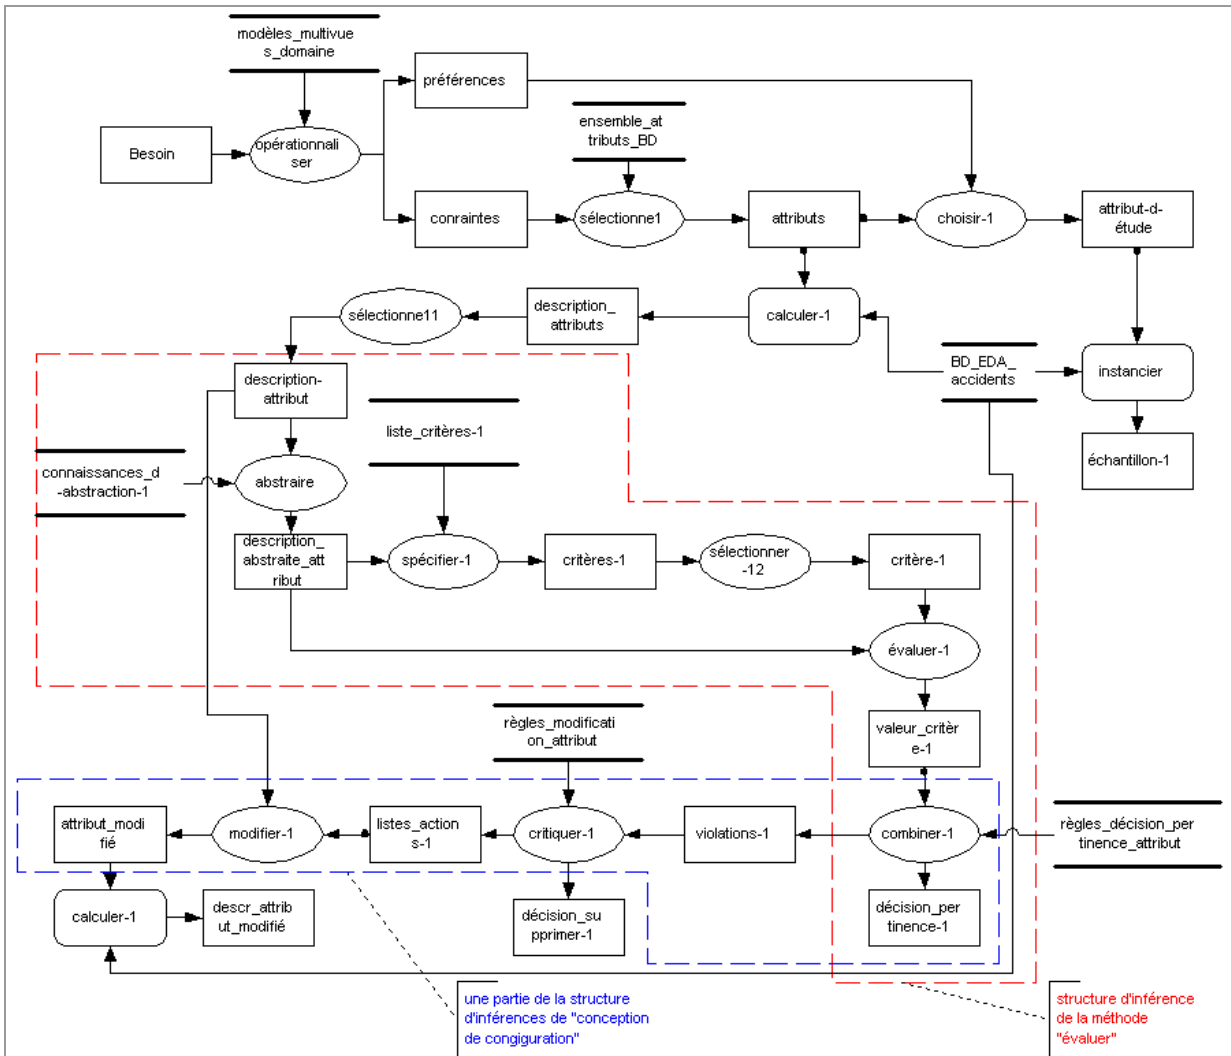 modèles_multivue
s_domaine
préférences
ensemble_at
tributs_BD
Besoin
opérationnali
ser
conraintes
sélectionne1
attributs
choisir-1
attribut-d-
étude
sélectionne11
description_
attributs
calculer-1
BD_EDA_
accidents
instancier
description-
attribut
liste_critères-1
échantillon-1
connaissances_d
-abstraction-1
abstraire
description_
abstraite_att
ribut
spécifier-1
critères-1
sélectionner
-12
critère-1
évaluer-1
règles_modificati
on_attribut
valeur_critèr
e-1
attribut_modi
fié
modifier-1
listes_action
s-1
critiquer-1
violations-1
combiner-1
règles_décision_per
tinence_attribut
calculer-1
descr_attrib
ut_modifié
décision_su
pprimer-1
décision_per
tinence-1
une partie de la structure
d'inférences de "conception
de congiguration"
structure d'inférence
de la méthode
"évaluer"